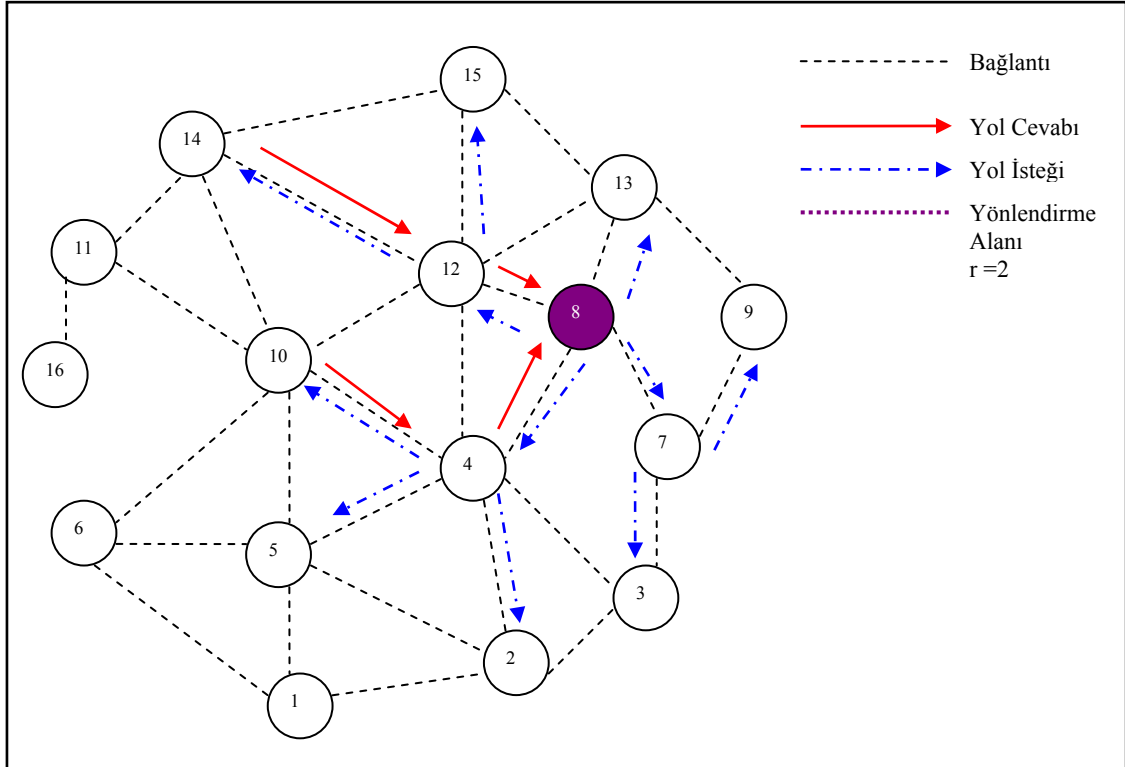 15
Bağlantı
14
Yol Cevabı
Yol İsteği
13
Yönlendirme
Alanı
r =2
11
12
8
9
10
16
7
4
6
5
3
2
1